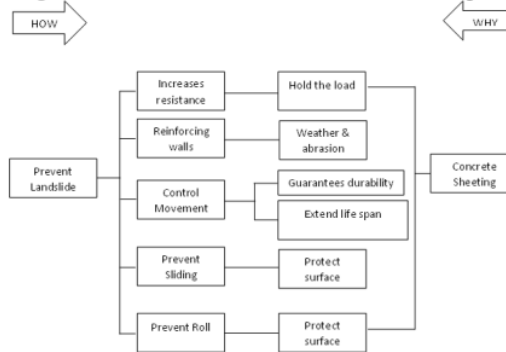 HOW
WHY
Increases
resistance
Hold the load
Reinforcing
walls
Weather &
abrasion
Prevent
Landslide
Control
Movement
Guarantees durability
Extend life span
Concrete
Sheeting
Prevent
Sliding
Protect
surface
Prevent Roll
Protect
surface